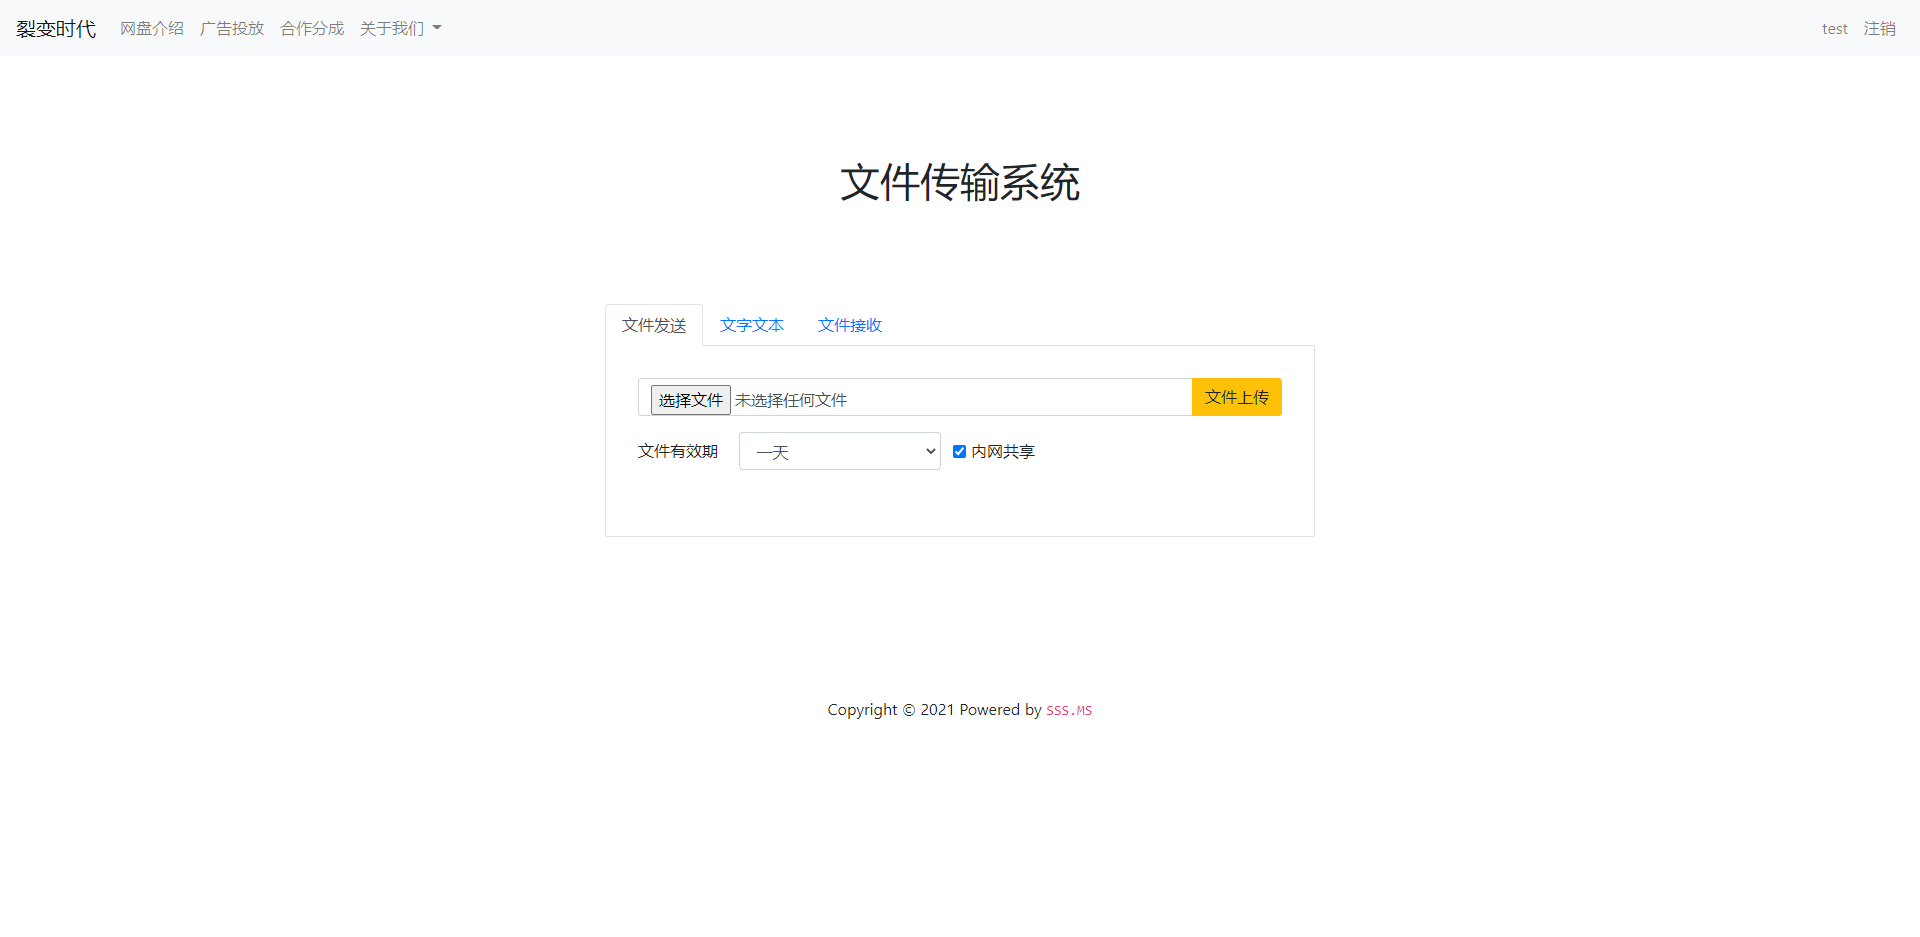 裂变时代 网盘介绍 广告投放 合作分成 关于我们 test 注销
文件传输系统
文件发送 文字文本 文件接收
选择文件 未选择任何文件 文件上传
文件有效期 一天 内网共享
Copyright © 2021 Powered by SSS.MS